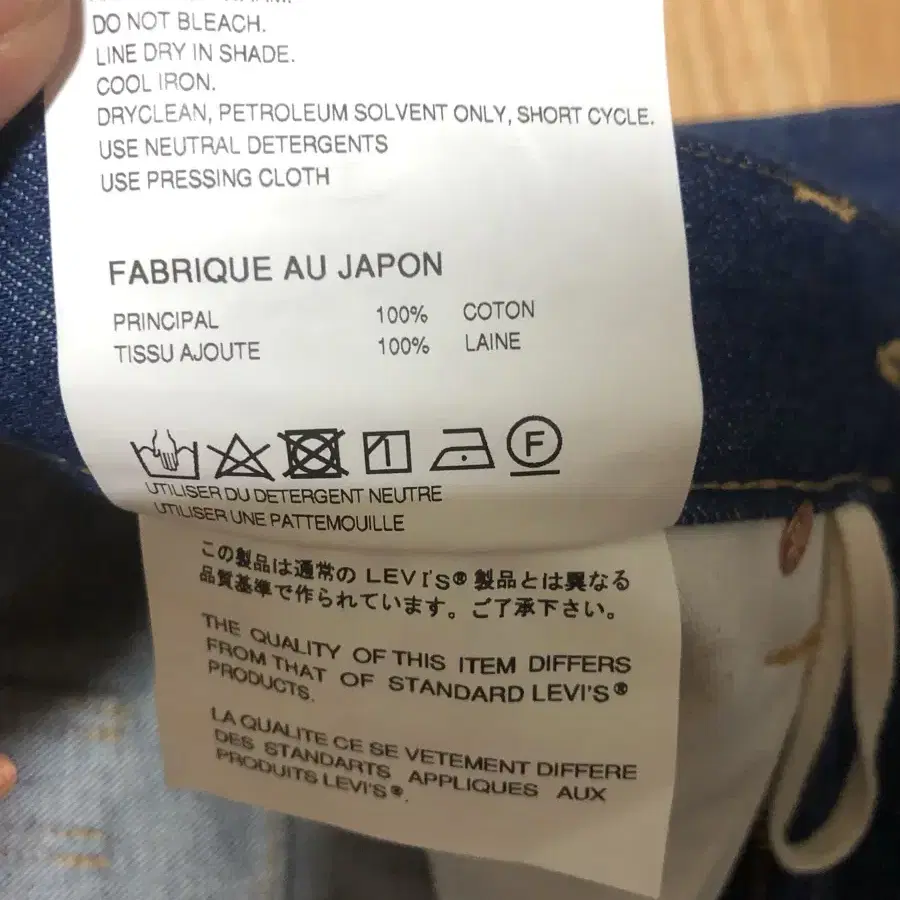 DO NOT BLEACH.
LINE DRY IN SHADE.
COOL IRON.
DRYCLEAN, PETROLEUM SOLVENT ONLY, SHORT CYCLE.
USE NEUTRAL DETERGENTS
USE PRESSING CLOTH
FABRIQUE AU JAPON
PRINCIPAL 100% COTON
TISSU AJOUTE 100% LAINE
F
UTILISER DU DETERGENT NEUTRE
UTILISER UNE PATTEMOUILLE
この製品は通常の LEVI'S® 製品とは異なる
品質基準で作られています。ご了承下さい。
THE QUALITY OF THIS ITEM DIFFERS
FROM THAT OF STANDARD LEVI'S®
PRODUCTS.
LA QUALITE CE SE VETEMENT DIFFERE
DES STANDARTS APPLIQUES AUX
PRODUITS LEVI'S®.